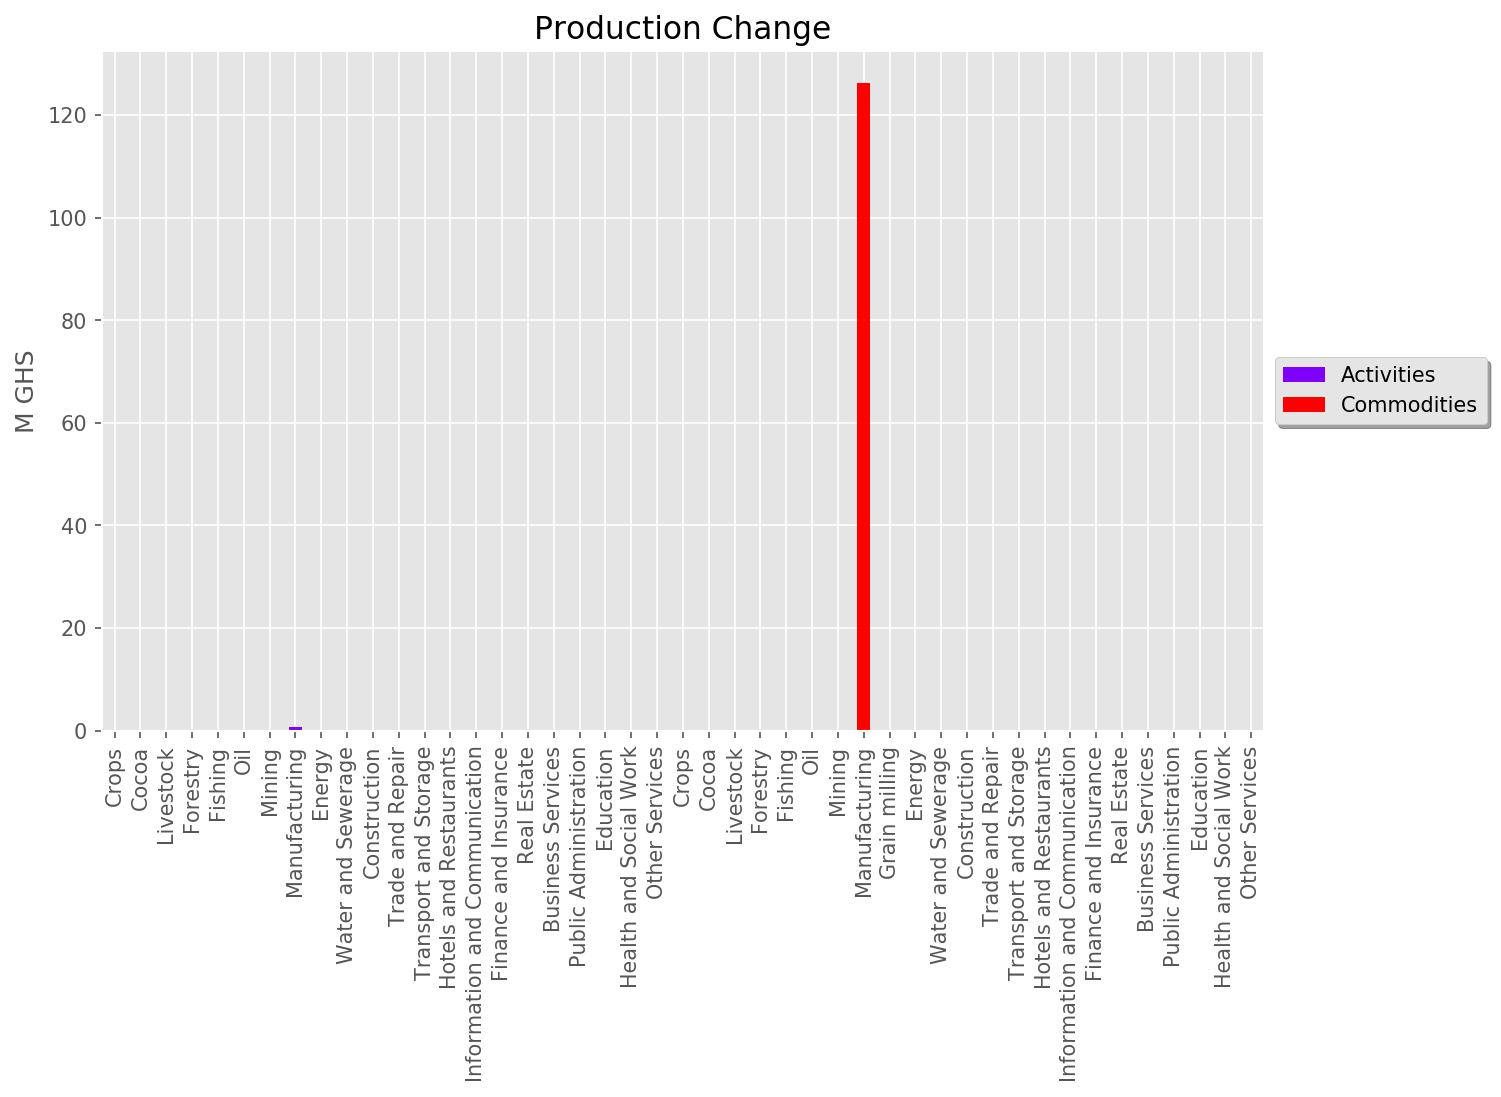 Production Change
M GHS
120
100
80
60
40
20
0
Activities
Commodities
Crops
Cocoa
Livestock
Forestry
Fishing
Oil
Mining
Manufacturing
Energy
Water and Sewerage
Construction
Trade and Repair
Transport and Storage
Hotels and Restaurants
Information and Communication
Finance and Insurance
Real Estate
Business Services
Public Administration
Education
Health and Social Work
Other Services
Crops
Cocoa
Livestock
Forestry
Fishing
Oil
Mining
Manufacturing
Grain milling
Energy
Water and Sewerage
Construction
Trade and Repair
Transport and Storage
Hotels and Restaurants
Information and Communication
Finance and Insurance
Real Estate
Business Services
Public Administration
Education
Health and Social Work
Other Services